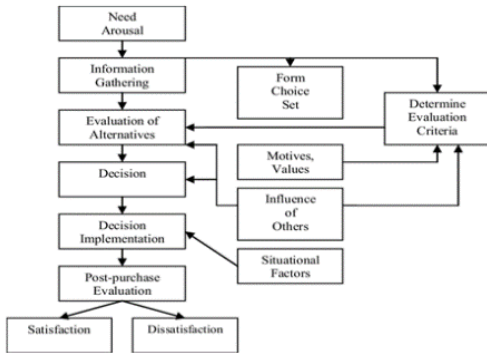 Need
Arousal
Information
Gathering
Form
Choice
Set
Determine
Evaluation
Criteria
Evaluation of
Alternatives
Motives,
Values
Decision
Influence
of
Others
Decision
Implementation
Situational
Factors
Post-purchase
Evaluation
Satisfaction
Dissatisfaction